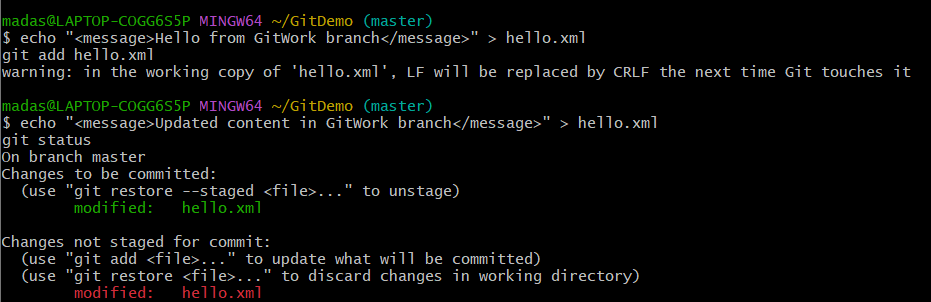 madas@LAPTOP-COGG6S5P MINGW64 ~/GitDemo (master)
$ echo "<message>Hello from GitWork branch</message>" > hello.xml
git add hello.xml
warning: in the working copy of 'hello.xml', LF will be replaced by CRLF the next time Git touches it
madas@LAPTOP-COGG6S5P MINGW64 ~/GitDemo (master)
$ echo "<message>Updated content in GitWork branch</message>" > hello.xml
git status
On branch master
Changes to be committed:
  (use "git restore --staged <file>..." to unstage)
        modified:   hello.xml
Changes not staged for commit:
  (use "git add <file>..." to update what will be committed)
  (use "git restore <file>..." to discard changes in working directory)
        modified:   hello.xml